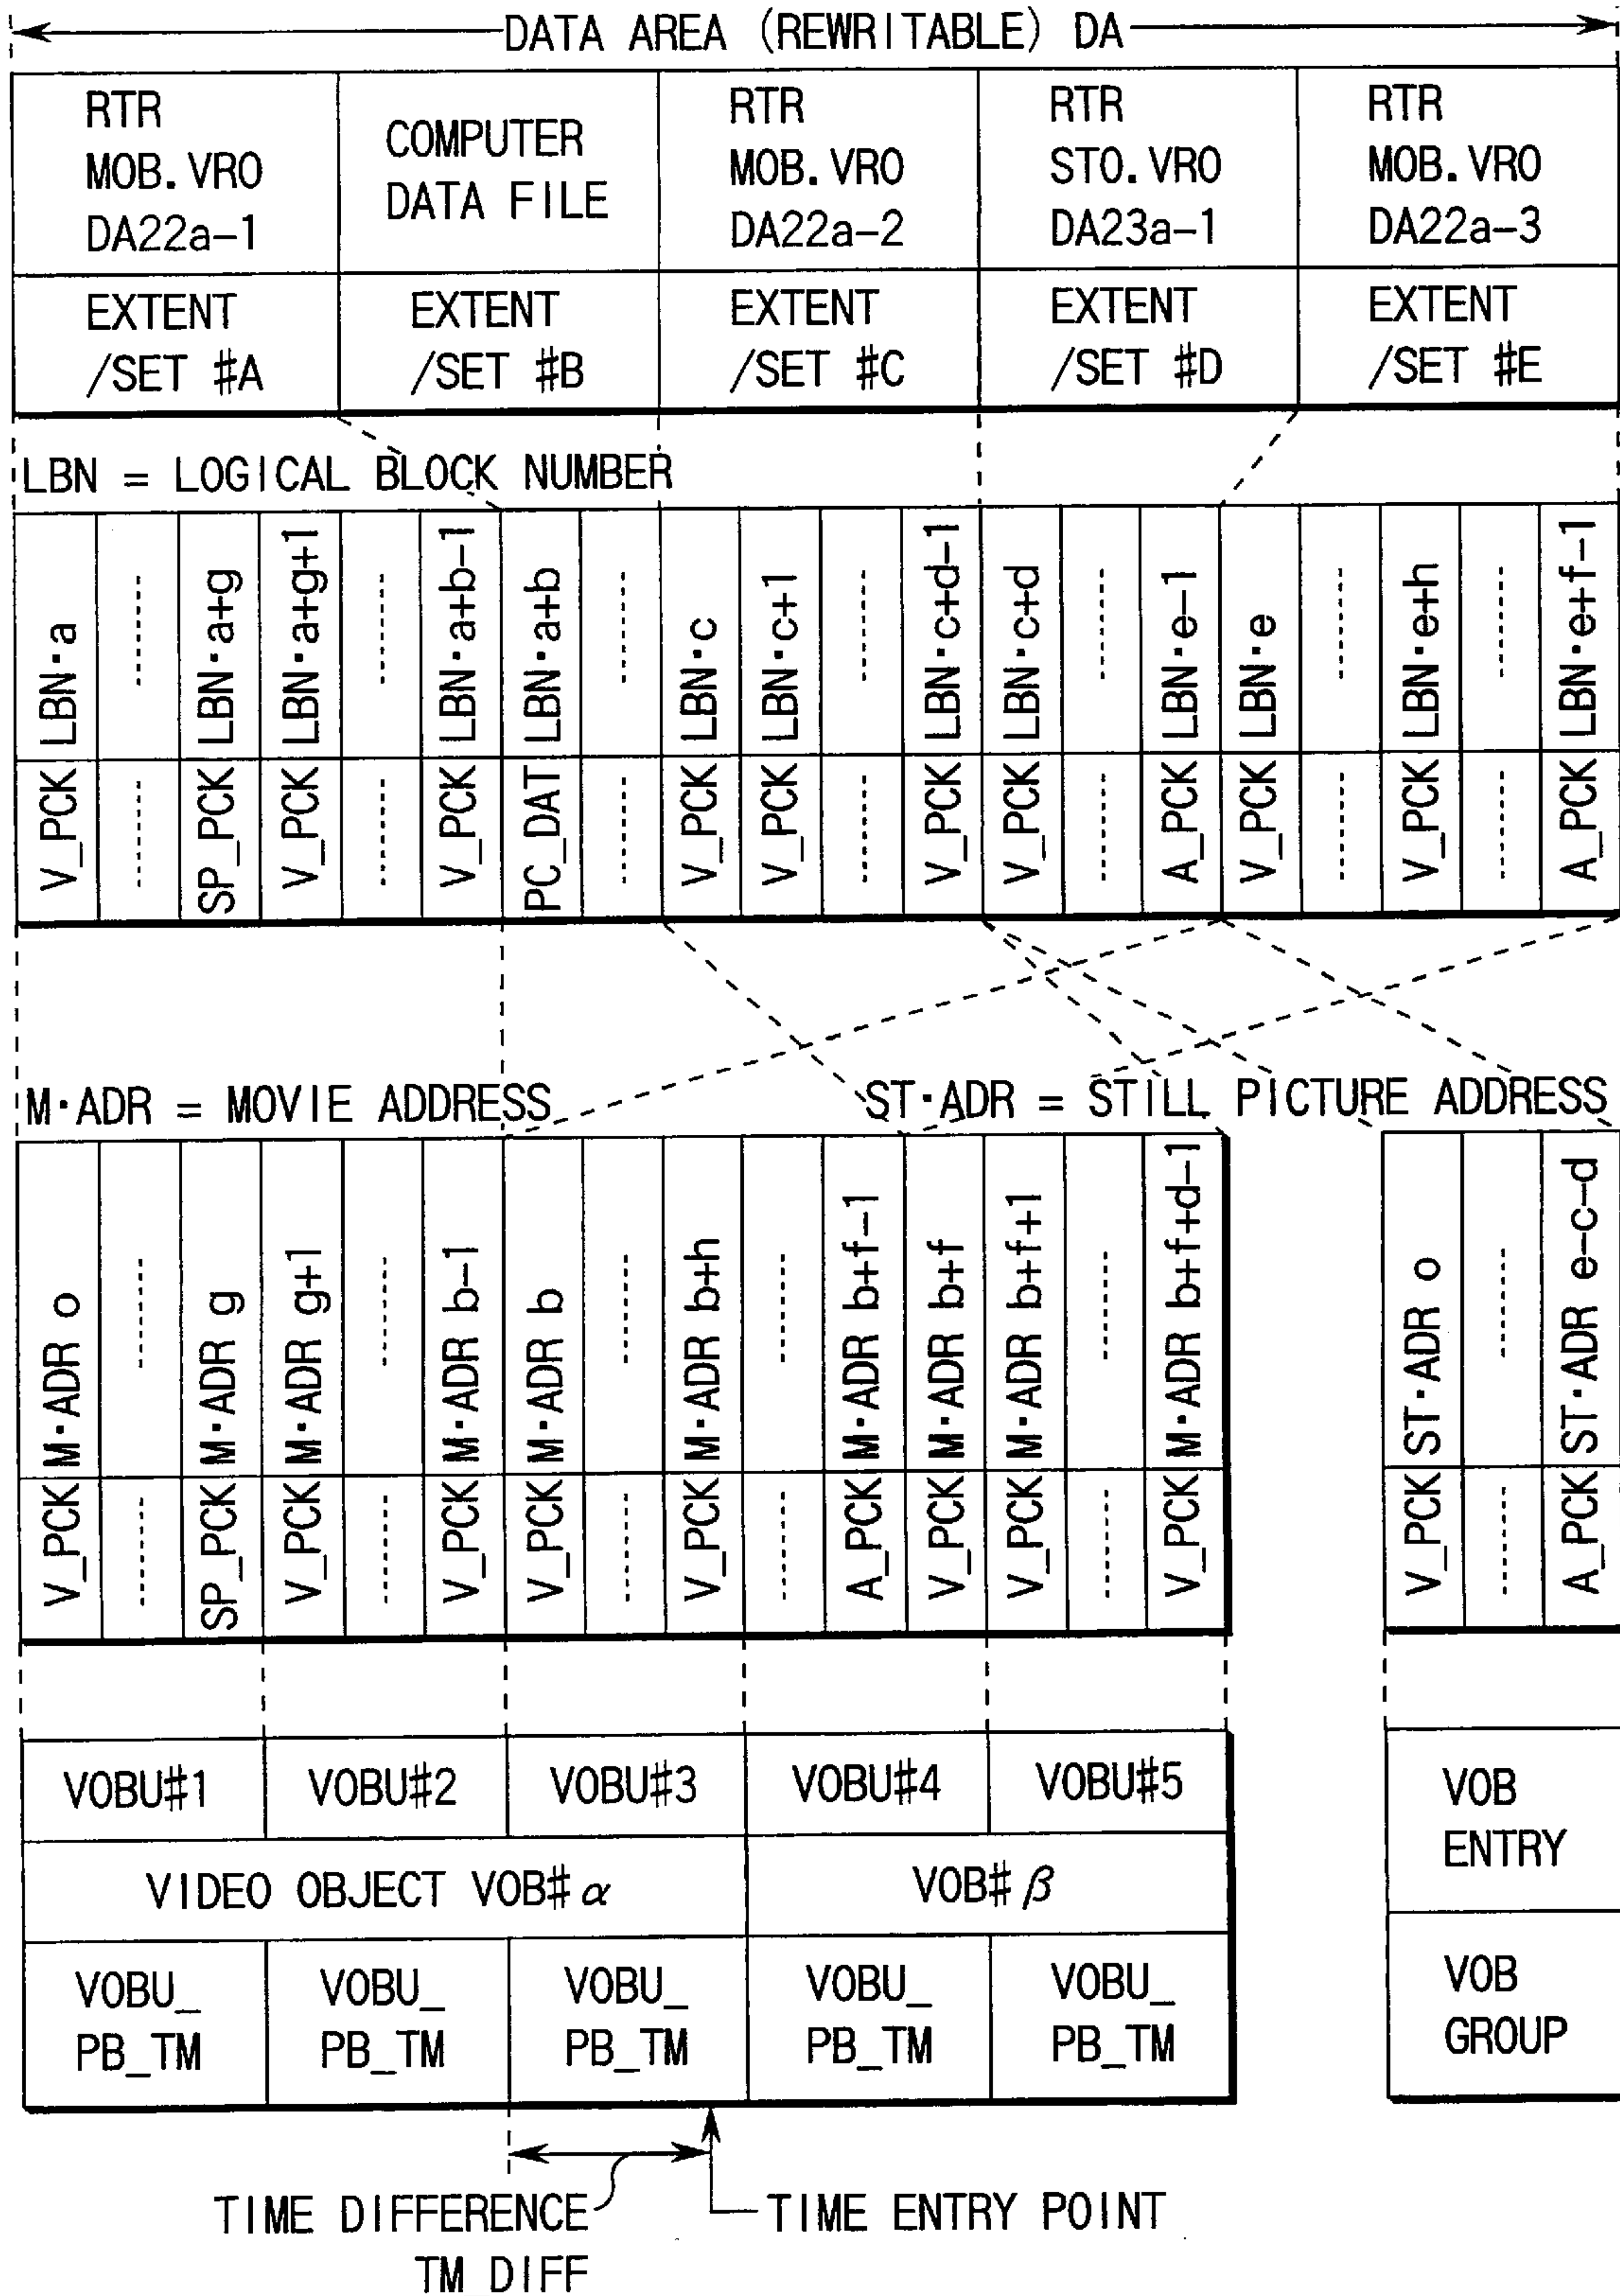 DATA AREA (REWRITABLE) DA
RTR
MOB.VRO
DA22a-1
COMPUTER
DATA FILE
RTR
MOB.VRO
DA22a-2
RTR
STO.VRO
DA23a-1
RTR
MOB.VRO
DA22a-3
EXTENT
/SET #A
EXTENT
/SET #B
EXTENT
/SET #C
EXTENT
/SET #D
EXTENT
/SET #E
LBN = LOGICAL BLOCK NUMBER
LBN·a
LBN·a+g
LBN·a+g+1
LBN·a+b-1
LBN·a+b
LBN·c
LBN·c+1
LBN·c+d-1
LBN·c+d
LBN·e-1
LBN·e
LBN·e+h
LBN·e+f-1
V_PCK
SP_PCK
V_PCK
V_PCK
PC_DAT
V_PCK
V_PCK
V_PCK
V_PCK
A_PCK
V_PCK
V_PCK
A_PCK
M·ADR = MOVIE ADDRESS
ST·ADR = STILL PICTURE ADDRESS
M·ADR o
M·ADR g
M·ADR g+1
M·ADR b-1
M·ADR b
M·ADR b+h
M·ADR b+f-1
M·ADR b+f
M·ADR b+f+1
M·ADR b+f+d-1
ST·ADR o
ST·ADR e-c-d
V_PCK
SP_PCK
V_PCK
V_PCK
V_PCK
V_PCK
A_PCK
V_PCK
V_PCK
V_PCK
V_PCK
A_PCK
VOBU#1
VOBU#2
VOBU#3
VOBU#4
VOBU#5
VOB
ENTRY
VIDEO OBJECT VOB#α
VOB#β
VOBU_
PB_TM
VOBU_
PB_TM
VOBU_
PB_TM
VOBU_
PB_TM
VOBU_
PB_TM
VOB
GROUP
TIME DIFFERENCE
TM DIFF
TIME ENTRY POINT